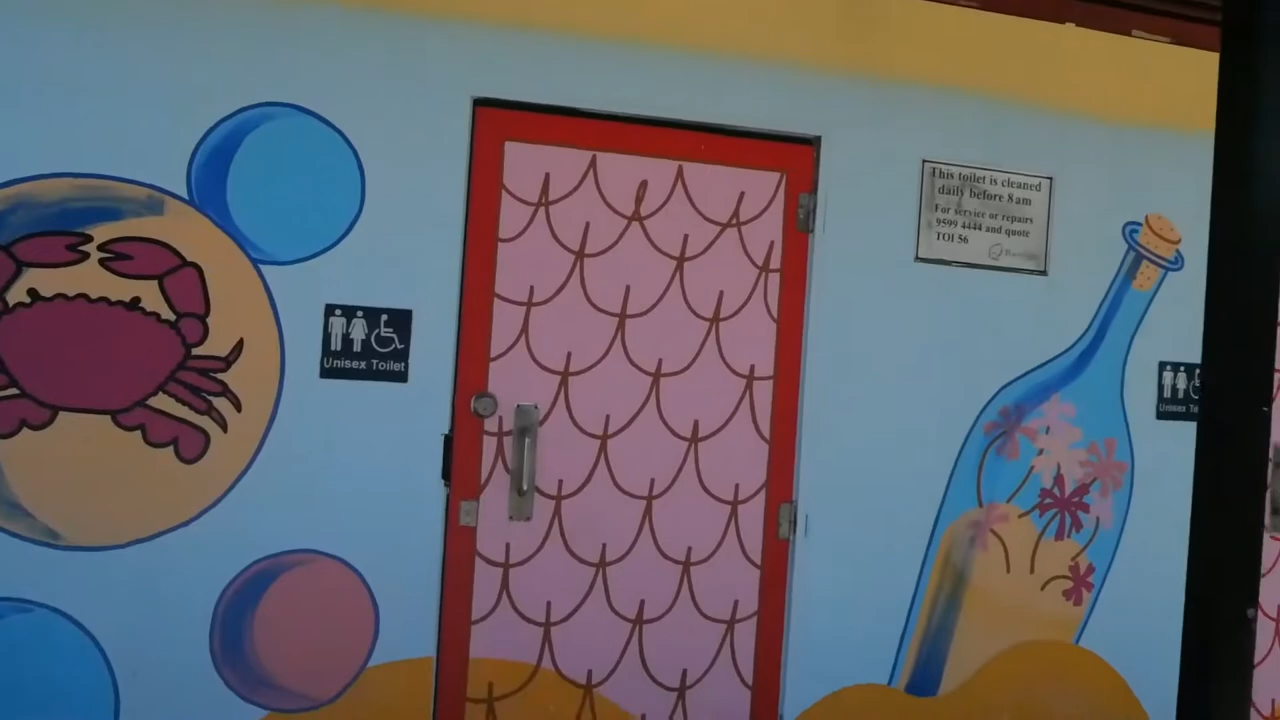 This toilet is cleaned
daily before 8am
For service or repairs
9599 4444 and quote
TOI 56
Unisex Toilet
Unisex